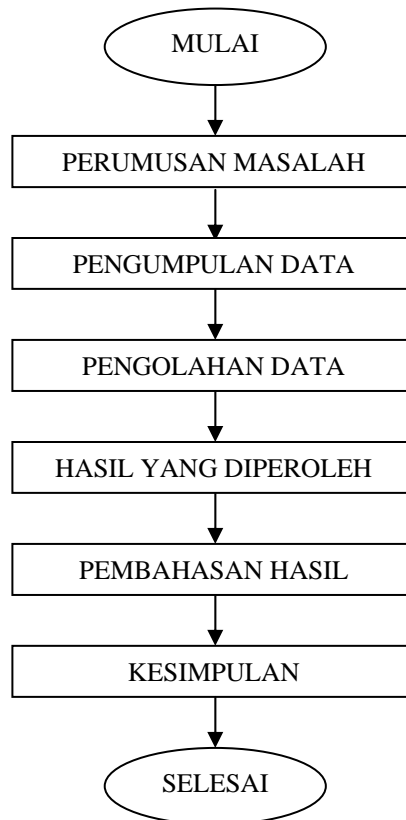 MULAI
PERUMUSAN MASALAH
PENGUMPULAN DATA
PENGOLAHAN DATA
HASIL YANG DIPEROLEH
PEMBAHASAN HASIL
KESIMPULAN
SELESAI